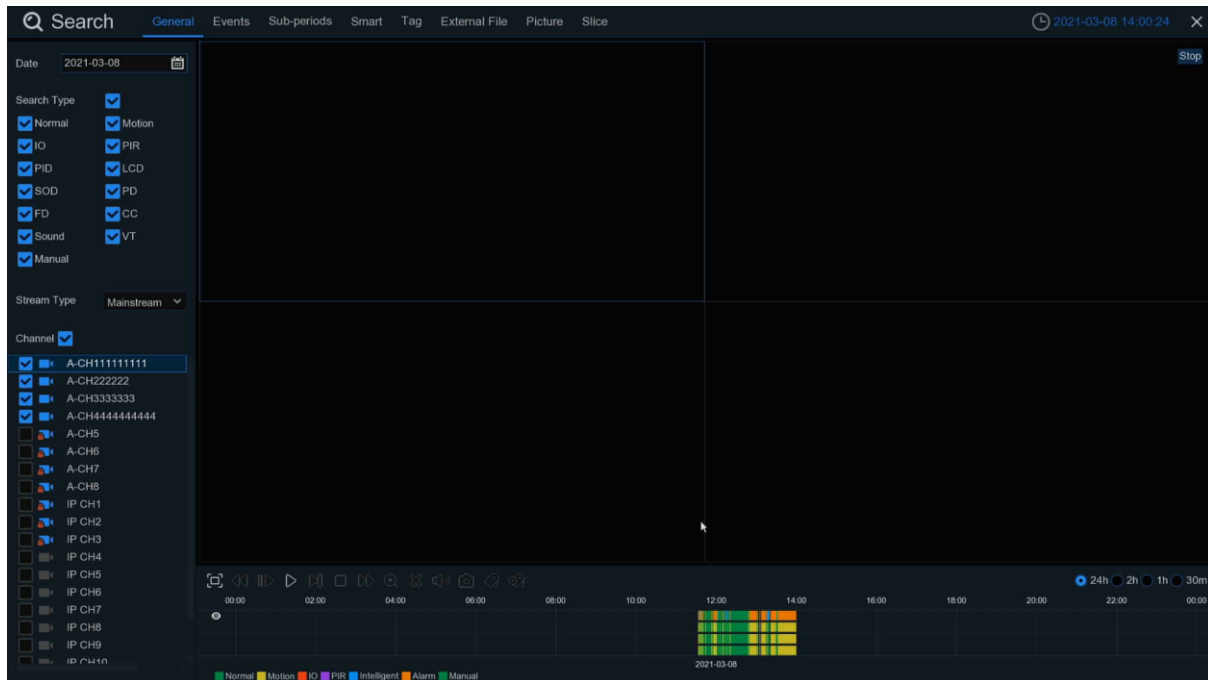 Search General Events Sub-periods Smart Tag External File Picture Slice 2021-03-08 14:00:24
Stop
Date 2021-03-08
Search Type
Normal Motion
IO PIR
PID LCD
SOD PD
FD CC
Sound VT
Manual
Stream Type Mainstream
Channel
A-CH111111111
A-CH222222
A-CH3333333
A-CH4444444444
A-CH5
A-CH6
A-CH7
A-CH8
IP CH1
IP CH2
IP CH3
IP CH4
IP CH5
IP CH6
IP CH7
IP CH8
IP CH9
IP CH10
24h 2h 1h 30m
00:00 02:00 04:00 06:00 08:00 10:00 12:00 14:00 16:00 18:00 20:00 22:00 00:00
2021-03-08
Normal Motion IO PIR Intelligent Alarm Manual